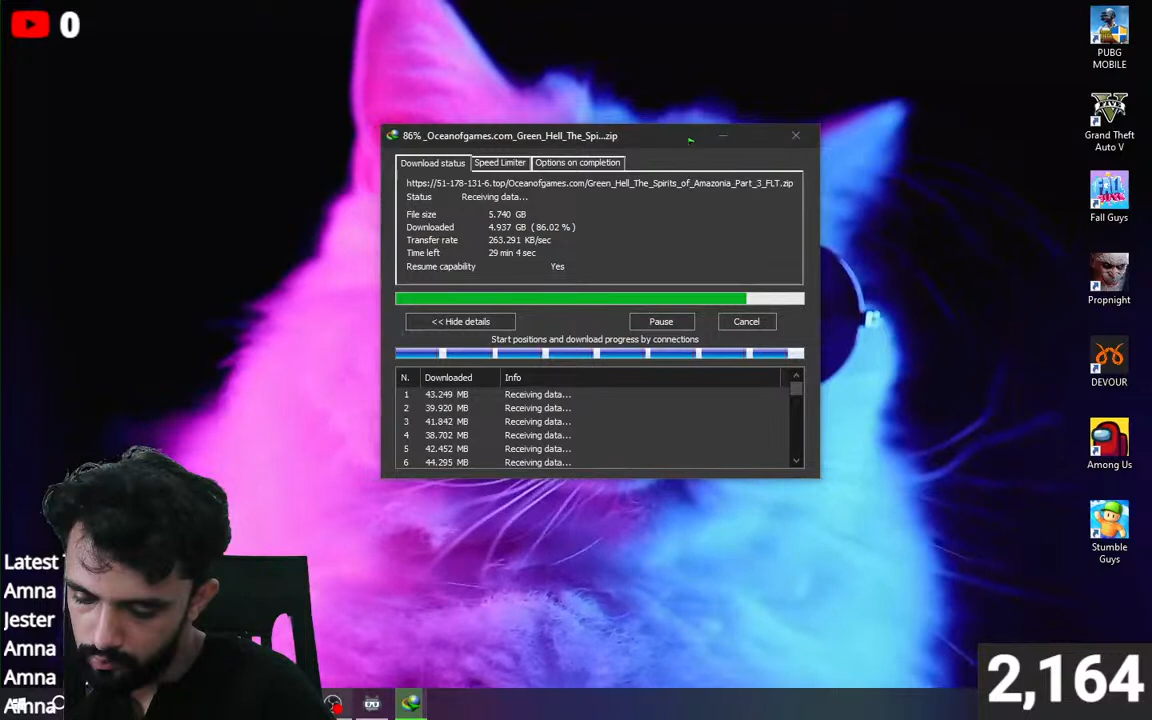 0
PUBG
MOBILE
Grand Theft
Auto V
Fall Guys
Propnight
DEVOUR
Among Us
Stumble
Guys
86% _Oceanofgames.com_Green_Hell_The_Spi...zip
Download status
Speed Limiter
Options on completion
https://51-178-131-6.top/Oceanofgames.com/Green_Hell_The_Spirits_of_Amazonia_Part_3_FLT.zip
Status Receiving data...
File size 5.740 GB
Downloaded 4.937 GB ( 86.02 % )
Transfer rate 263.291 KB/sec
Time left 29 min 4 sec
Resume capability Yes
<< Hide details
Pause
Cancel
Start positions and download progress by connections
N. Downloaded Info
1 43.249 MB Receiving data...
2 39.920 MB Receiving data...
3 41.842 MB Receiving data...
4 38.702 MB Receiving data...
5 42.452 MB Receiving data...
6 44.295 MB Receiving data...
Latest
Amna
Jester
Amna
Amna
Amna
2,164